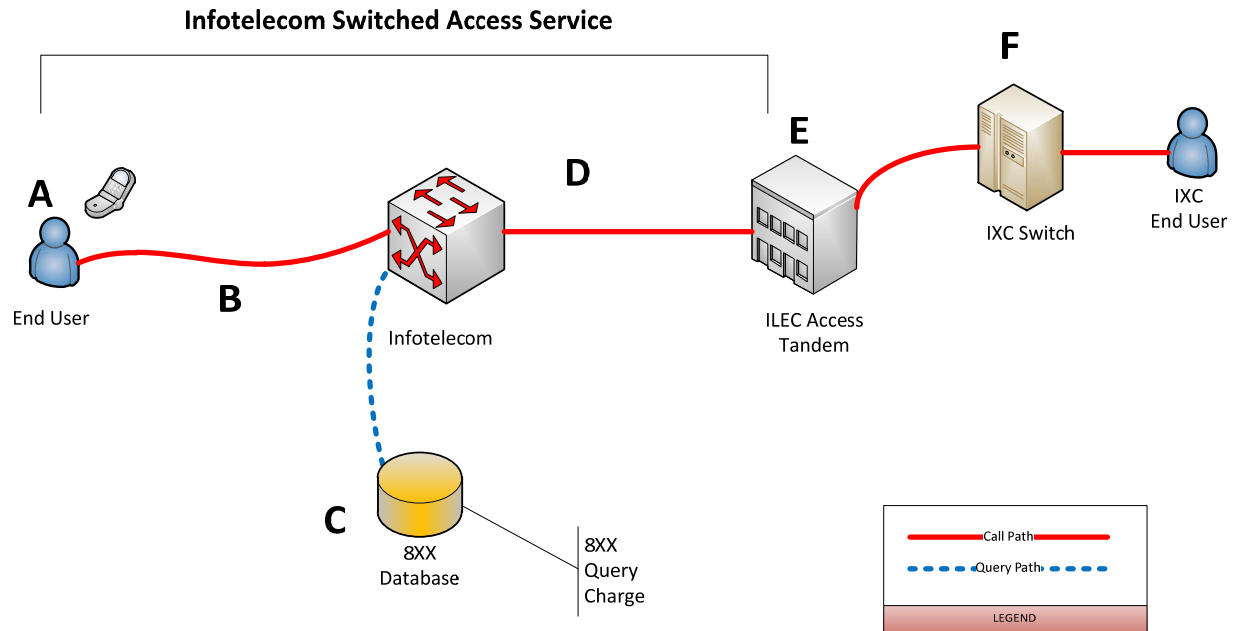 Infotelecom Switched Access Service
F
E
D
A
IXC
End User
IXC Switch
B
End User
Infotelecom
ILEC Access
Tandem
C
8XX
Database
8XX
Query
Charge
Call Path
Query Path
LEGEND